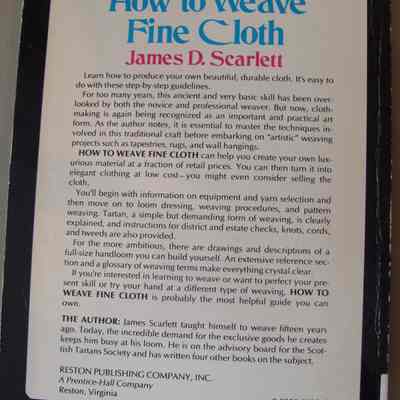 How to Weave
Fine Cloth
James D. Scarlett
Learn how to produce your own beautiful, durable cloth. It's easy to
do with these step-by-step guidelines.
For too many years, this ancient and very basic skill has been over-
looked by both the novice and professional weaver. But now, cloth-
making is again being recognized as an important and practical art
form. As the author notes, it is essential to master the techniques in-
volved in this traditional craft before embarking on "artistic" weaving
projects such as tapestries, rugs, and wall hangings.
HOW TO WEAVE FINE CLOTH can help you create your own lux-
urious material at a fraction of retail prices. You can then turn it into
elegant clothing at low cost—you might even consider selling the
cloth.
You'll begin with information on equipment and yarn selection and
then move on to loom dressing, weaving procedures, and pattern
weaving. Tartan, a simple but demanding form of weaving, is clearly
explained, and instructions for district and estate checks, knots, cords,
and tweeds are also provided.
For the more ambitious, there are drawings and descriptions of a
full-size handloom you can build yourself. An extensive reference sec-
tion and a glossary of weaving terms make everything crystal clear.
If you're interested in learning to weave or want to perfect your pre-
sent skill or try your hand at a different type of weaving, HOW TO
WEAVE FINE CLOTH is probably the most helpful guide you can
own.
THE AUTHOR: James Scarlett taught himself to weave fifteen years
ago. Today, the incredible demand for the exclusive goods he creates
keeps him busy at his loom. He is on the advisory board for the Scot-
tish Tartans Society and has written four other books on the subject.
RESTON PUBLISHING COMPANY, INC.
A Prentice-Hall Company
Reston, Virginia